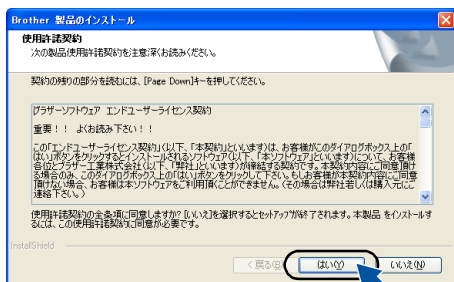 Brother 製品のインストール
使用許諾契約
次の製品使用許諾契約を注意深くお読みください。
契約の残りの部分を読むには、[Page Down]キーを押してください。
ブラザーソフトウェア エンドユーザーライセンス契約
重要！！ よくお読み下さい！！
この「エンドユーザーライセンス契約」(以下、「本契約」といいます)は、お客様がこのダイアログボックス上の「
はい」ボタンをクリックするとインストールされるソフトウェア(以下、「本ソフトウェア」といいます)について、お客様
各位とブラザー工業株式会社(以下、「弊社」といいます)が締結する契約です。本契約内容にご同意頂け
る場合のみ、このダイアログボックス上の「はい」ボタンをクリックして下さい。もしお客様が本契約内容にご同意
頂けない場合、お客様は本ソフトウェアをご利用頂くことができません。(その場合は弊社若しくは購入元にご
連絡下さい。)
使用許諾契約の全条項に同意しますか? [いいえ]を選択するとセットアップが終了されます。本製品 をインストールす
るには、この使用許諾契約に同意が必要です。
InstallShield
< 戻る(B)
はい(Y)
いいえ(N)